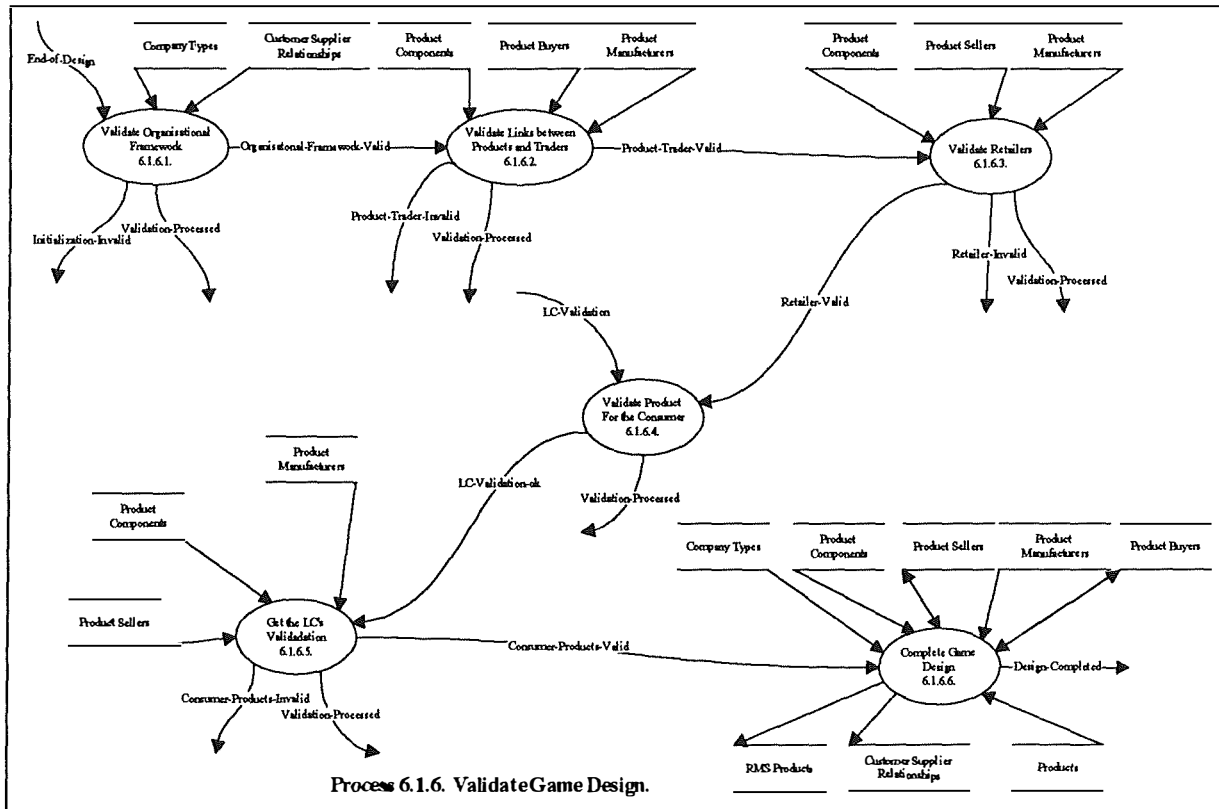 End-of-Design
Company Types
Customer Supplier
Relationships
Product
Components
Product Buyers
Product
Manufacturers
Product
Components
Product Sellers
Product
Manufacturers
Validate Organisational
Framework
6.1.6.1.
Organisational-Framework-Valid
Validate Links between
Products and Traders
6.1.6.2.
Product-Trader-Valid
Validate Retailers
6.1.6.3.
Initialization-Invalid
Validation-Processed
Product-Trader-Invalid
Validation-Processed
Retailer-Invalid
Validation-Processed
LC-Validation
Retailer-Valid
Validate Product
For the Consumer
6.1.6.4.
Product
Manufacturers
LC-Validation-ok
Validation-Processed
Product
Components
Product Sellers
Company Types
Product
Components
Product Sellers
Product
Manufacturers
Product Buyers
Get the LC's
Validadation
6.1.6.5.
Consumer-Products-Valid
Complete Game
Design
6.1.6.6.
Design-Completed
Consumer-Products-Invalid
Validation-Processed
RMS Products
Customer Supplier
Relationships
Products
Process 6.1.6. Validate Game Design.